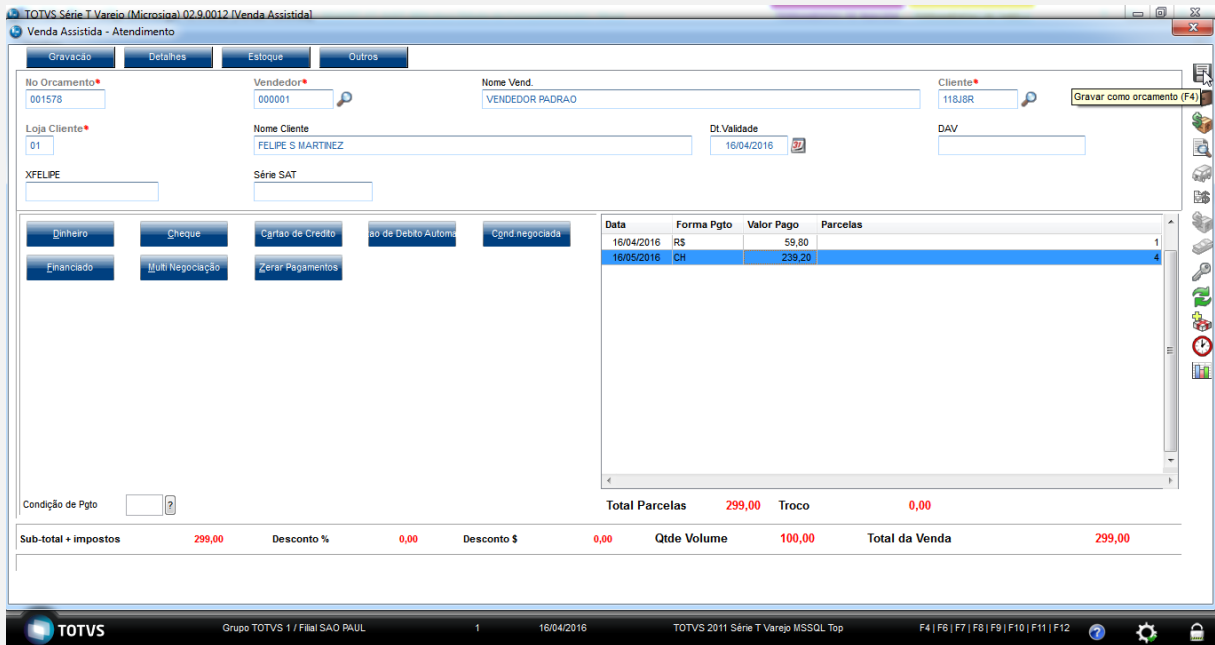 TOTVS Série T Varejo (Microsiga) 02.9.0012 [Venda Assistida]
Venda Assistida - Atendimento
Gravacão Detalhes Estoque Outros
No Orcamento* Vendedor* Nome Vend. Cliente*
001578 000001 VENDEDOR PADRAO 118J8R
Gravar como orcamento (F4)
Loja Cliente* Nome Cliente Dt.Validade DAV
01 FELIPE S MARTINEZ 16/04/2016
XFELIPE Série SAT
Dinheiro Cheque Cartao de Credito ao de Debito Automa Cond.negociada
Financiado Multi Negociação Zerar Pagamentos
Data Forma Pgto Valor Pago Parcelas
16/04/2016 R$ 59,80 1
16/05/2016 CH 239,20 4
Condição de Pgto ?
Total Parcelas 299,00 Troco 0,00
Sub-total + impostos 299,00 Desconto % 0,00 Desconto $ 0,00 Qtde Volume 100,00 Total da Venda 299,00
TOTVS Grupo TOTVS 1 / Filial SAO PAUL 1 16/04/2016 TOTVS 2011 Série T Varejo MSSQL Top F4 | F6 | F7 | F8 | F9 | F10 | F11 | F12